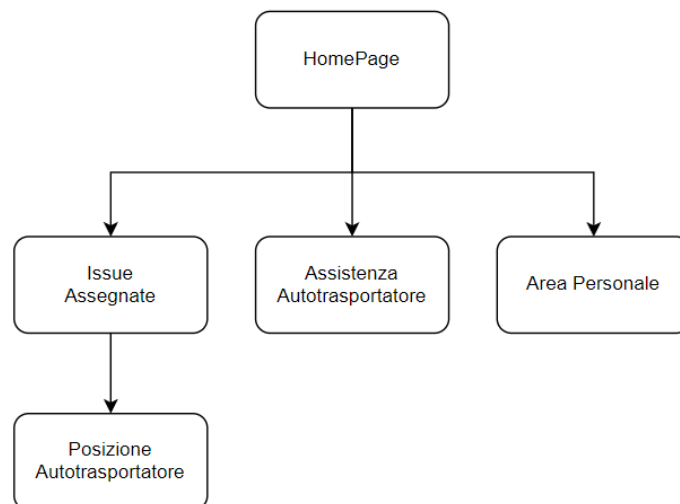 HomePage
Issue
Assegnate
Assistenza
Autotrasportatore
Area Personale
Posizione
Autotrasportatore